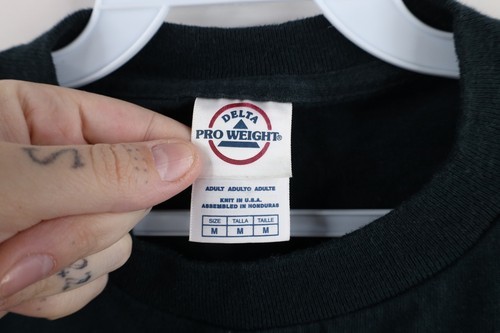 DELTA
PRO WEIGHT®
ADULT ADULTO ADULTE
KNIT IN U.S.A.
ASSEMBLED IN HONDURAS
SIZE TALLA TAILLE
M M M